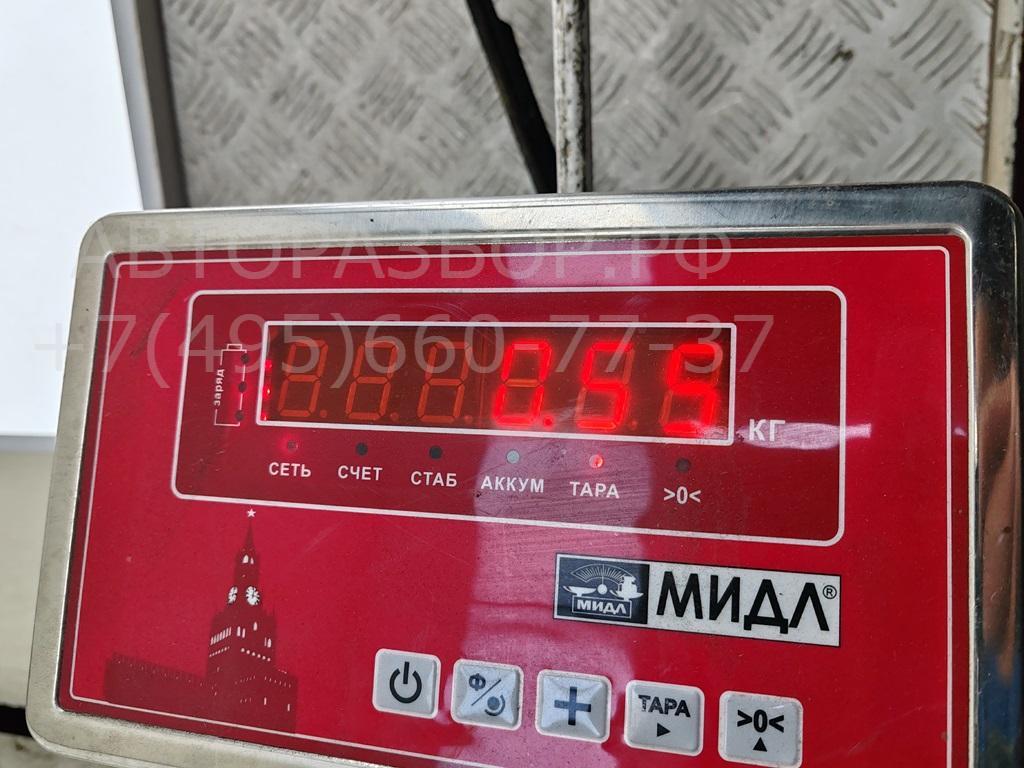 АВТОРАЗБОР.РФ
+7(495)660-77-37
заряд
0.55
КГ
СЕТЬ СЧЕТ СТАБ АККУМ ТАРА >0<
МИДЛ МИДЛ®
Ф ТАРА >0<